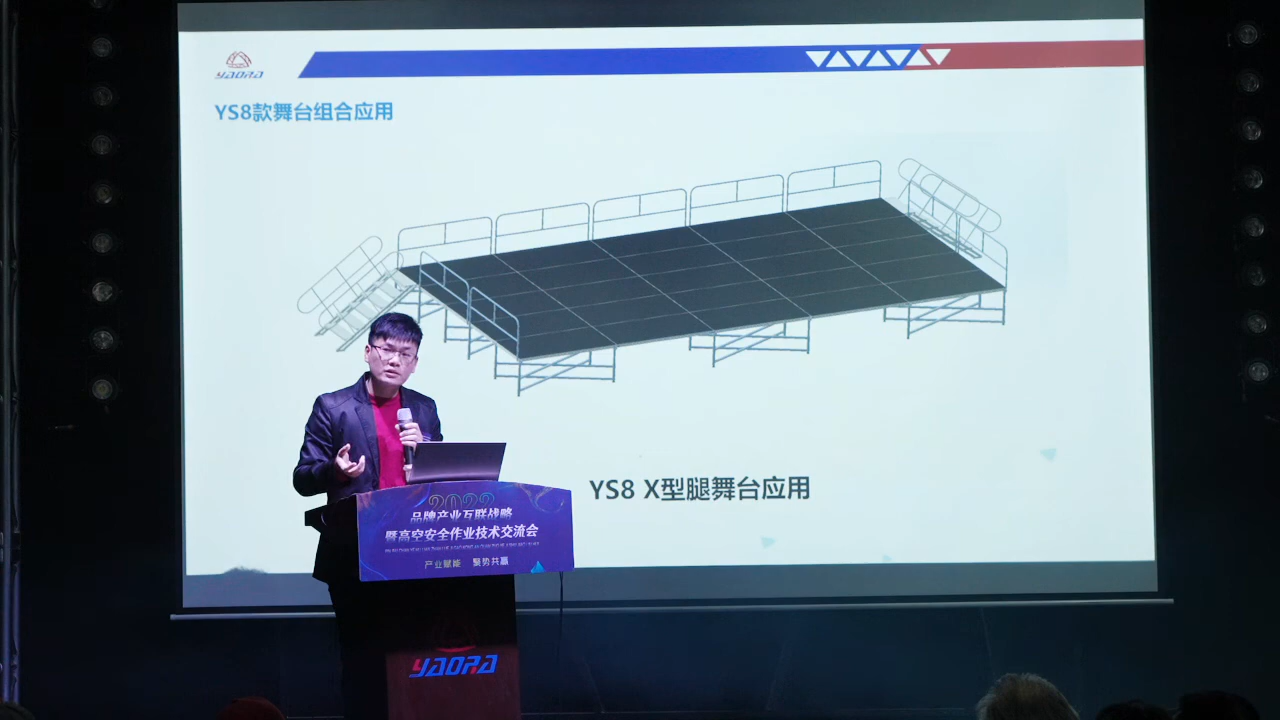 YAORA
YS8款舞台组合应用
YS8 X型腿舞台应用
2022
品牌产业互联战略
暨高空安全作业技术交流会
产业赋能 聚势共赢
YAORA